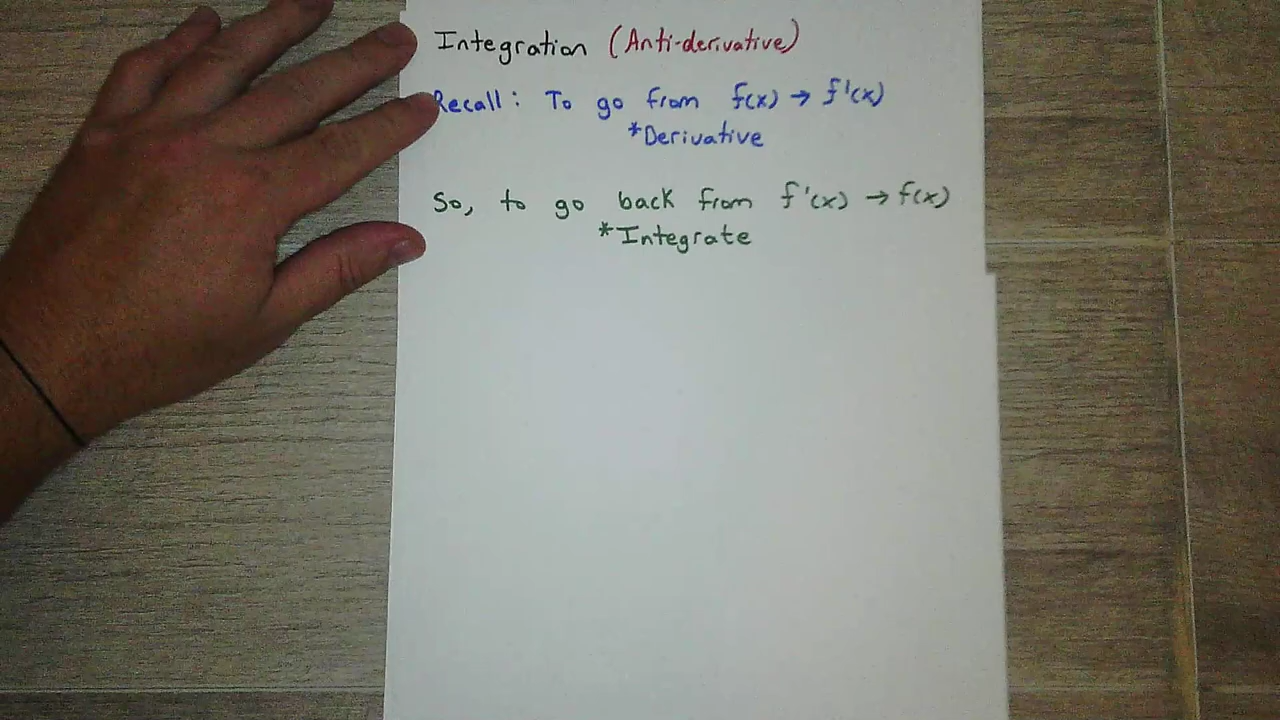 Integration (Anti-derivative)
Recall: To go from f(x) → f'(x)
*Derivative
So, to go back from f'(x) → f(x)
*Integrate